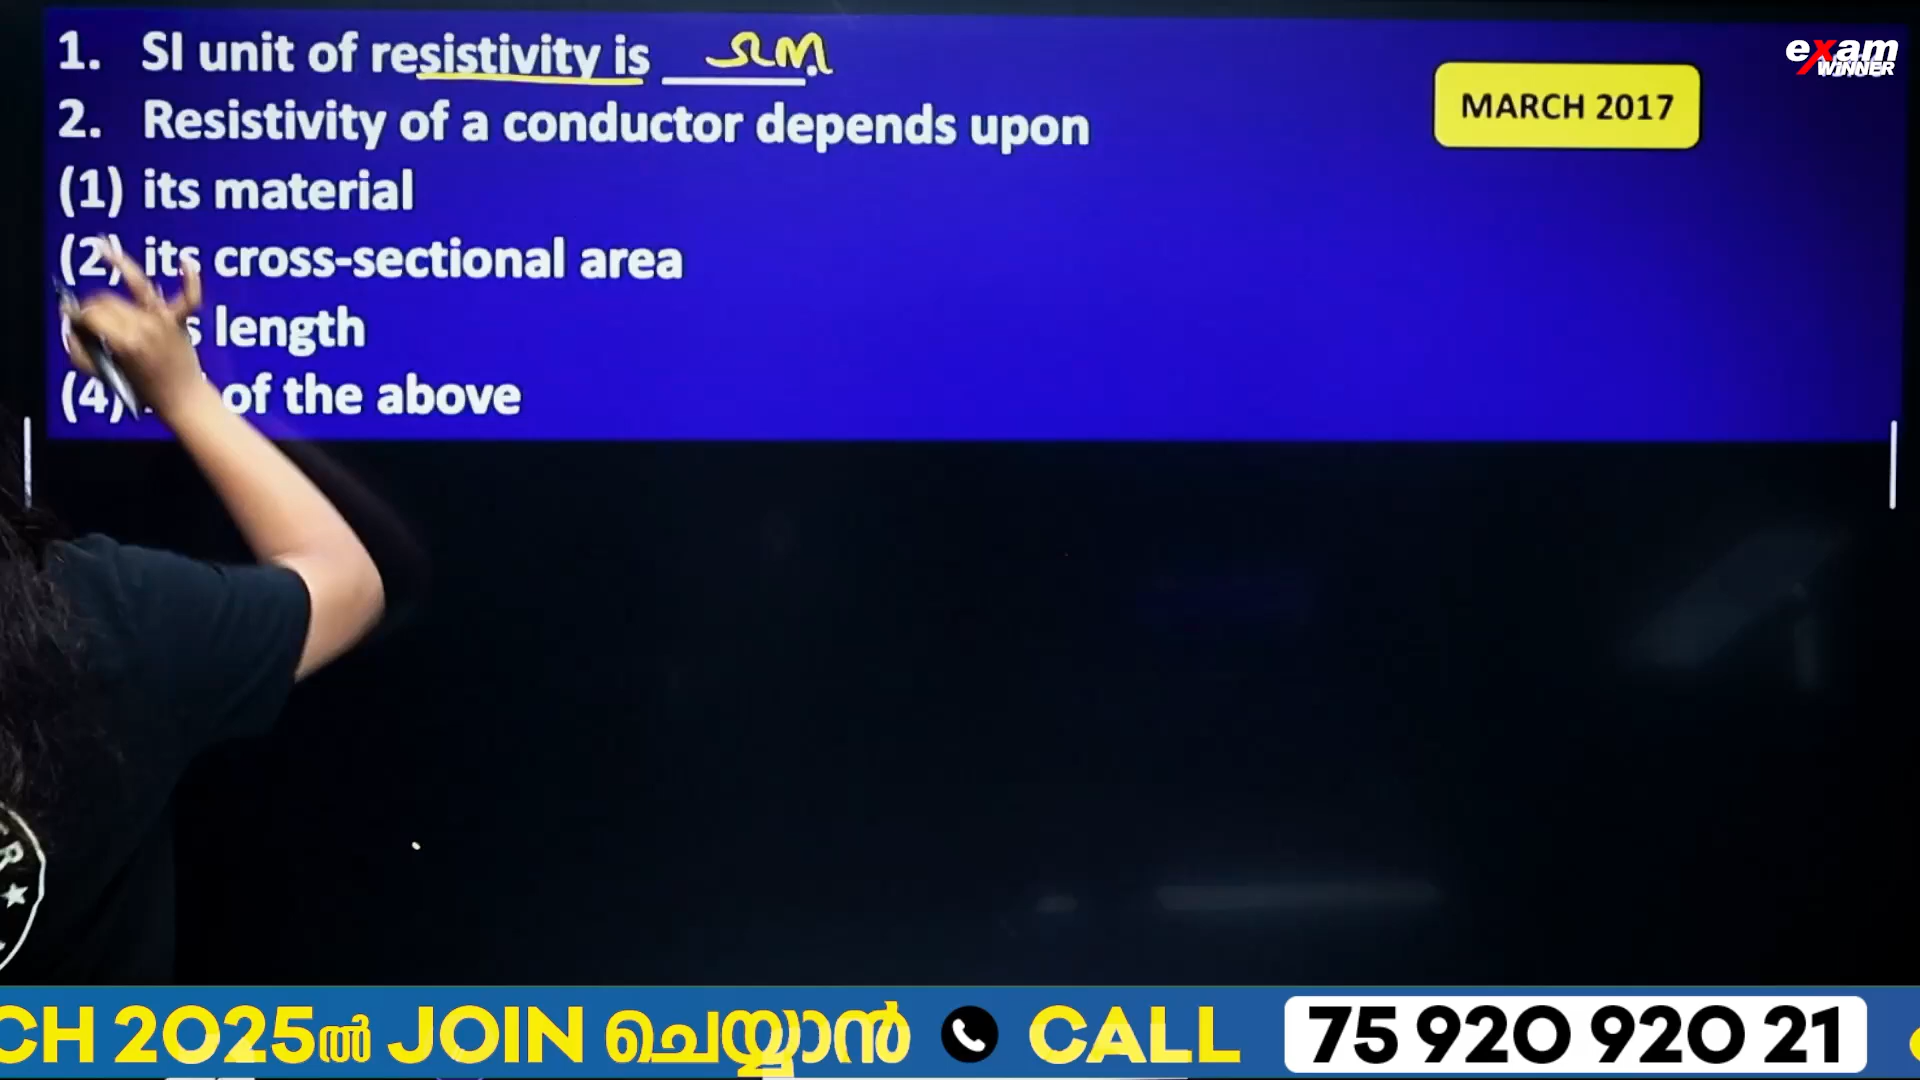 1. SI unit of resistivity is ΩM
2. Resistivity of a conductor depends upon
(1) its material
(2) its cross-sectional area
length
(4) of the above
MARCH 2017
exam
WINNER
CH 2025ൽ JOIN ചെയ്യാൻ CALL 75 920 920 21
R